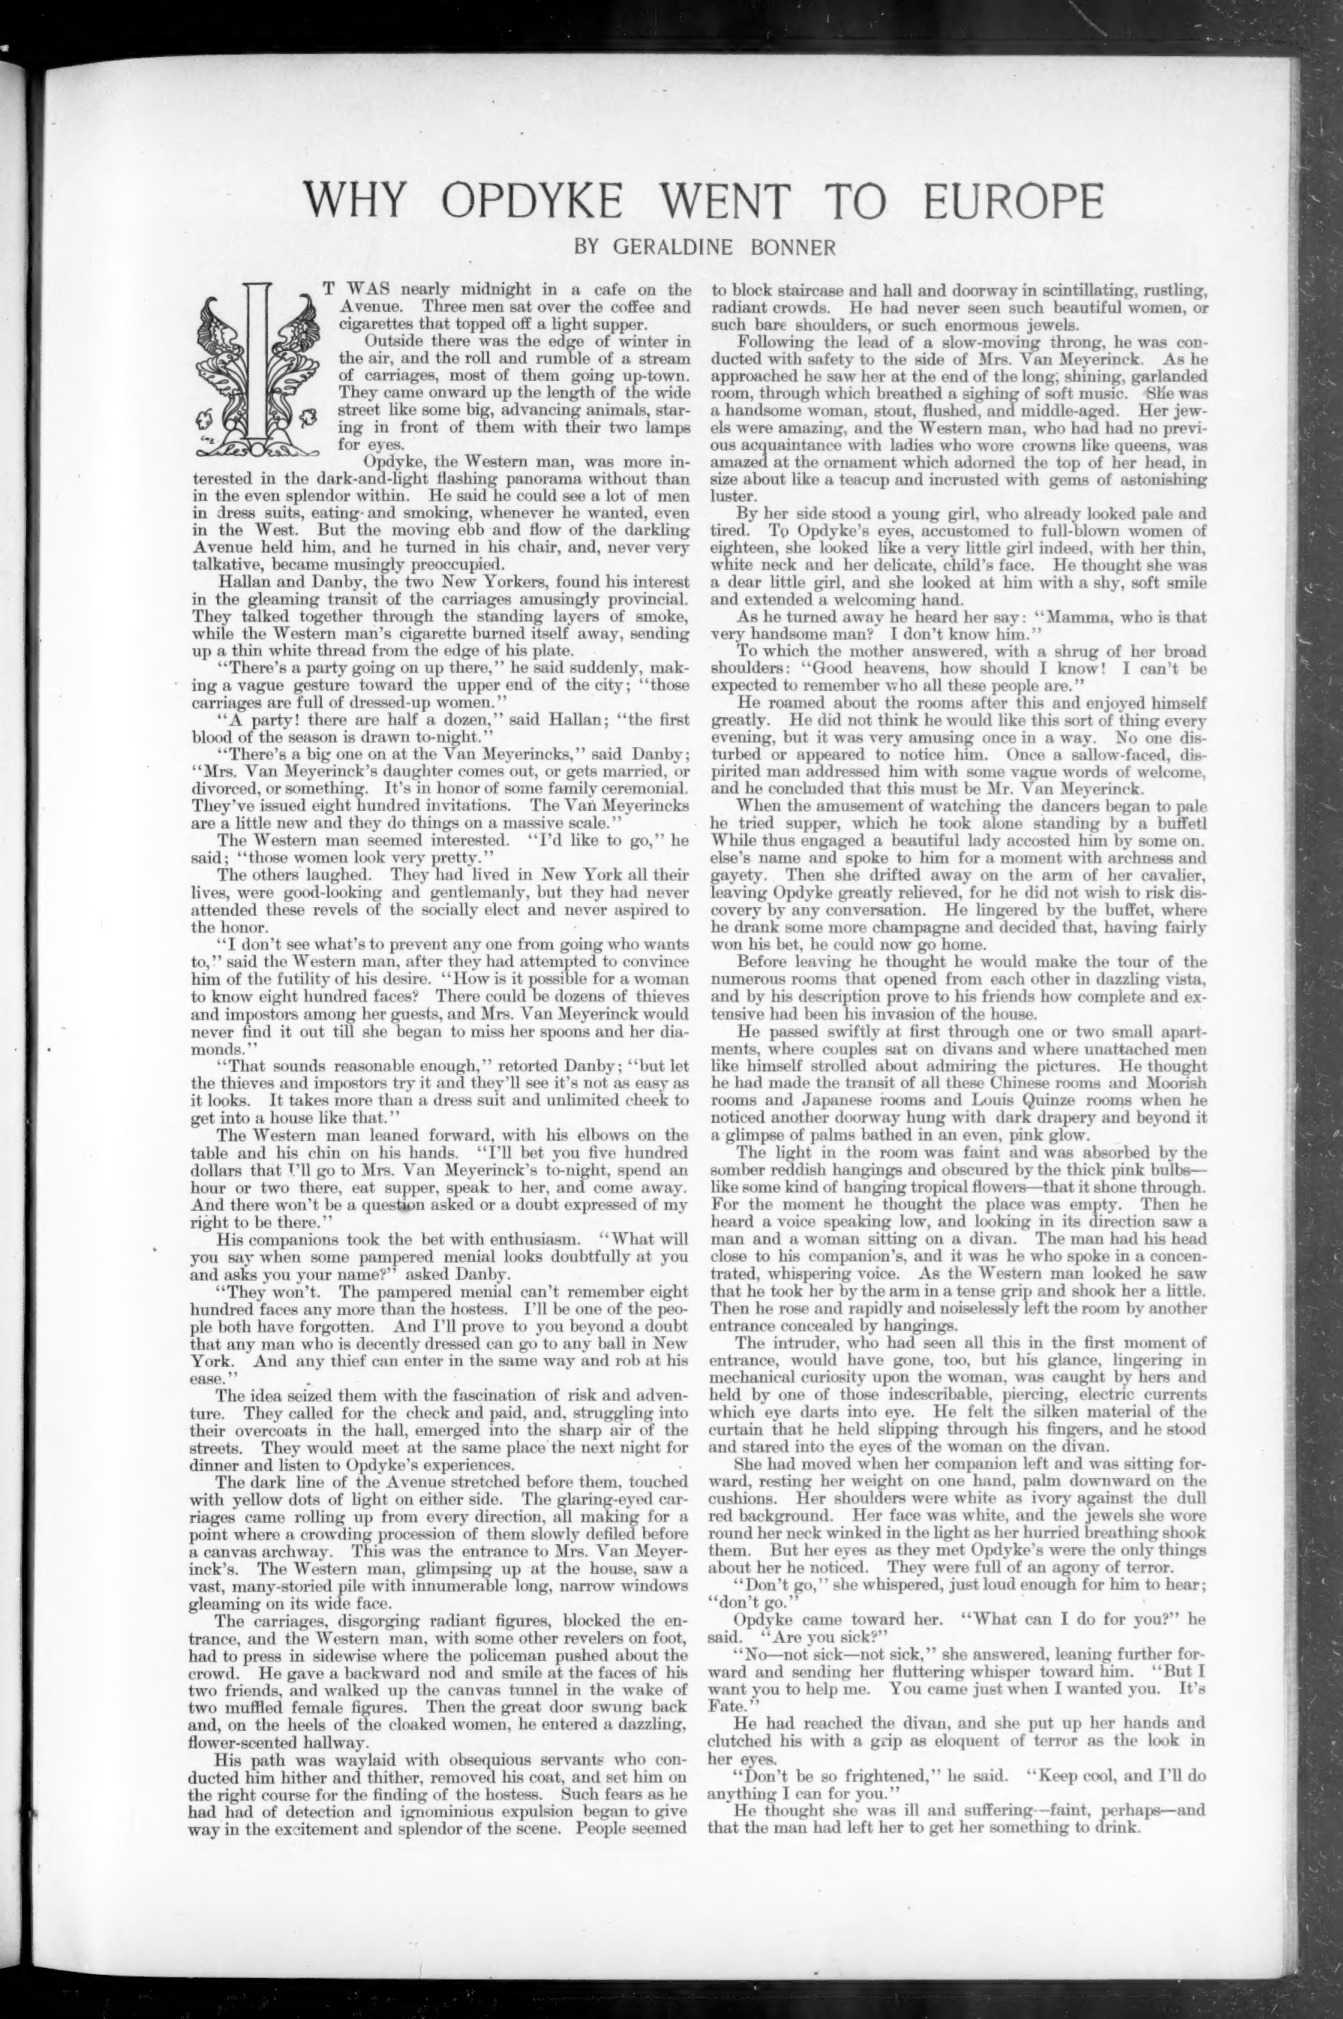 WHY OPDYKE WENT TO EUROPE
BY GERALDINE BONNER
IT WAS nearly midnight in a cafe on the
Avenue. Three men sat over the coffee and
cigarettes that topped off a light supper.
Outside there was the edge of winter in
the air, and the roll and rumble of a stream
of carriages, most of them going up-town.
They came onward up the length of the wide
street like some big, advancing animals, star-
ing in front of them with their two lamps
for eyes.
Opdyke, the Western man, was more in-
terested in the dark-and-light flashing panorama without than
in the even splendor within. He said he could see a lot of men
in dress suits, eating and smoking, whenever he wanted, even
in the West. But the moving ebb and flow of the darkling
Avenue held him, and he turned in his chair, and, never very
talkative, became musingly preoccupied.
Hallan and Danby, the two New Yorkers, found his interest
in the gleaming transit of the carriages amusingly provincial.
They talked together through the standing layers of smoke,
while the Western man's cigarette burned itself away, sending
up a thin white thread from the edge of his plate.
"There's a party going on up there," he said suddenly, mak-
ing a vague gesture toward the upper end of the city; "those
carriages are full of dressed-up women."
"A party! there are half a dozen," said Hallan; "the first
blood of the season is drawn to-night."
"There's a big one on at the Van Meyerincks," said Danby;
"Mrs. Van Meyerinck's daughter comes out, or gets married, or
divorced, or something. It's in honor of some family ceremonial.
They've issued eight hundred invitations. The Van Meyerincks
are a little new and they do things on a massive scale."
The Western man seemed interested. "I'd like to go," he
said; "those women look very pretty."
The others laughed. They had lived in New York all their
lives, were good-looking and gentlemanly, but they had never
attended these revels of the socially elect and never aspired to
the honor.
"I don't see what's to prevent any one from going who wants
to," said the Western man, after they had attempted to convince
him of the futility of his desire. "How is it possible for a woman
to know eight hundred faces? There could be dozens of thieves
and impostors among her guests, and Mrs. Van Meyerinck would
never find it out till she began to miss her spoons and her dia-
monds."
"That sounds reasonable enough," retorted Danby; "but let
the thieves and impostors try it and they'll see it's not as easy as
it looks. It takes more than a dress suit and unlimited cheek to
get into a house like that."
The Western man leaned forward, with his elbows on the
table and his chin on his hands. "I'll bet you five hundred
dollars that I'll go to Mrs. Van Meyerinck's to-night, spend an
hour or two there, eat supper, speak to her, and come away.
And there won't be a question asked or a doubt expressed of my
right to be there."
His companions took the bet with enthusiasm. "What will
you say when some pampered menial looks doubtfully at you
and asks you your name?" asked Danby.
"They won't. The pampered menial can't remember eight
hundred faces any more than the hostess. I'll be one of the peo-
ple both have forgotten. And I'll prove to you beyond a doubt
that any man who is decently dressed can go to any ball in New
York. And any thief can enter in the same way and rob at his
ease."
The idea seized them with the fascination of risk and adven-
ture. They called for the check and paid, and, struggling into
their overcoats in the hall, emerged into the sharp air of the
streets. They would meet at the same place the next night for
dinner and listen to Opdyke's experiences.
The dark line of the Avenue stretched before them, touched
with yellow dots of light on either side. The glaring-eyed car-
riages came rolling up from every direction, all making for a
point where a crowding procession of them slowly defiled before
a canvas archway. This was the entrance to Mrs. Van Meyer-
inck's. The Western man, glimpsing up at the house, saw a
vast, many-storied pile with innumerable long, narrow windows
gleaming on its wide face.
The carriages, disgorging radiant figures, blocked the en-
trance, and the Western man, with some other revelers on foot,
had to press in sidewise where the policeman pushed about the
crowd. He gave a backward nod and smile at the faces of his
two friends, and walked up the canvas tunnel in the wake of
two muffled female figures. Then the great door swung back
and, on the heels of the cloaked women, he entered a dazzling,
flower-scented hallway.
His path was waylaid with obsequious servants who con-
ducted him hither and thither, removed his coat, and set him on
the right course for the finding of the hostess. Such fears as he
had had of detection and ignominious expulsion began to give
way in the excitement and splendor of the scene. People seemed
to block staircase and hall and doorway in scintillating, rustling,
radiant crowds. He had never seen such beautiful women, or
such bare shoulders, or such enormous jewels.
Following the lead of a slow-moving throng, he was con-
ducted with safety to the side of Mrs. Van Meyerinck. As he
approached he saw her at the end of the long, shining, garlanded
room, through which breathed a sighing of soft music. She was
a handsome woman, stout, flushed, and middle-aged. Her jew-
els were amazing, and the Western man, who had had no previ-
ous acquaintance with ladies who wore crowns like queens, was
amazed at the ornament which adorned the top of her head, in
size about like a teacup and incrusted with gems of astonishing
luster.
By her side stood a young girl, who already looked pale and
tired. To Opdyke's eyes, accustomed to full-blown women of
eighteen, she looked like a very little girl indeed, with her thin,
white neck and her delicate, child's face. He thought she was
a dear little girl, and she looked at him with a shy, soft smile
and extended a welcoming hand.
As he turned away he heard her say: "Mamma, who is that
very handsome man? I don't know him."
To which the mother answered, with a shrug of her broad
shoulders: "Good heavens, how should I know! I can't be
expected to remember who all these people are."
He roamed about the rooms after this and enjoyed himself
greatly. He did not think he would like this sort of thing every
evening, but it was very amusing once in a way. No one dis-
turbed or appeared to notice him. Once a sallow-faced, dis-
pirited man addressed him with some vague words of welcome,
and he concluded that this must be Mr. Van Meyerinck.
When the amusement of watching the dancers began to pale
he tried supper, which he took alone standing by a buffetl
While thus engaged a beautiful lady accosted him by some on.
else's name and spoke to him for a moment with archness and
gayety. Then she drifted away on the arm of her cavalier,
leaving Opdyke greatly relieved, for he did not wish to risk dis-
covery by any conversation. He lingered by the buffet, where
he drank some more champagne and decided that, having fairly
won his bet, he could now go home.
Before leaving he thought he would make the tour of the
numerous rooms that opened from each other in dazzling vista,
and by his description prove to his friends how complete and ex-
tensive had been his invasion of the house.
He passed swiftly at first through one or two small apart-
ments, where couples sat on divans and where unattached men
like himself strolled about admiring the pictures. He thought
he had made the transit of all these Chinese rooms and Moorish
rooms and Japanese rooms and Louis Quinze rooms when he
noticed another doorway hung with dark drapery and beyond it
a glimpse of palms bathed in an even, pink glow.
The light in the room was faint and was absorbed by the
somber reddish hangings and obscured by the thick pink bulbs—
like some kind of hanging tropical flowers—that it shone through.
For the moment he thought the place was empty. Then he
heard a voice speaking low, and looking in its direction saw a
man and a woman sitting on a divan. The man had his head
close to his companion's, and it was he who spoke in a concen-
trated, whispering voice. As the Western man looked he saw
that he took her by the arm in a tense grip and shook her a little.
Then he rose and rapidly and noiselessly left the room by another
entrance concealed by hangings.
The intruder, who had seen all this in the first moment of
entrance, would have gone, too, but his glance, lingering in
mechanical curiosity upon the woman, was caught by hers and
held by one of those indescribable, piercing, electric currents
which eye darts into eye. He felt the silken material of the
curtain that he held slipping through his fingers, and he stood
and stared into the eyes of the woman on the divan.
She had moved when her companion left and was sitting for-
ward, resting her weight on one hand, palm downward on the
cushions. Her shoulders were white as ivory against the dull
red background. Her face was white, and the jewels she wore
round her neck winked in the light as her hurried breathing shook
them. But her eyes as they met Opdyke's were the only things
about her he noticed. They were full of an agony of terror.
"Don't go," she whispered, just loud enough for him to hear;
"don't go."
Opdyke came toward her. "What can I do for you?" he
said. "Are you sick?"
"No—not sick—not sick," she answered, leaning further for-
ward and sending her fluttering whisper toward him. "But I
want you to help me. You came just when I wanted you. It's
Fate."
He had reached the divan, and she put up her hands and
clutched his with a grip as eloquent of terror as the look in
her eyes.
"Don't be so frightened," he said. "Keep cool, and I'll do
anything I can for you."
He thought she was ill and suffering—faint, perhaps—and
that the man had left her to get her something to drink.